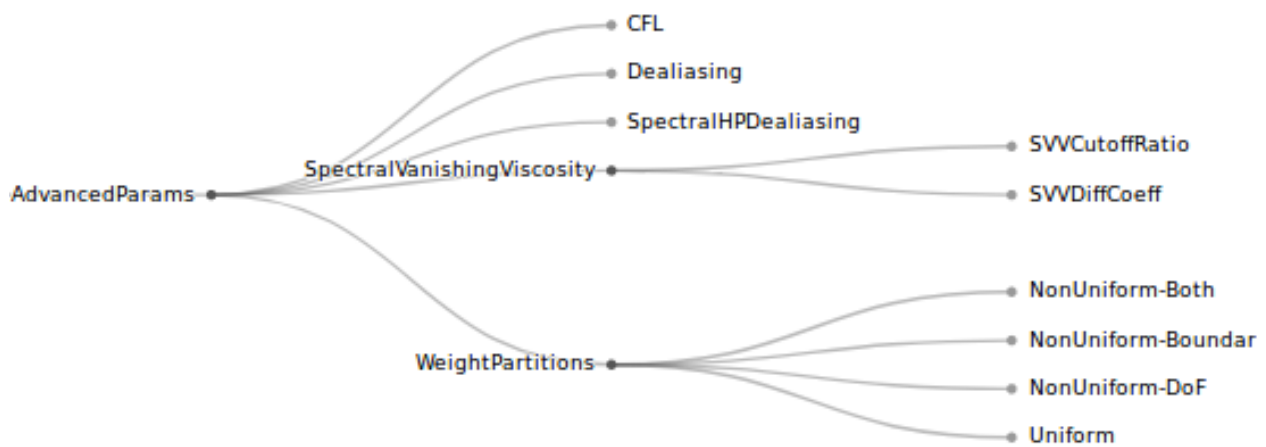 CFL
Dealiasing
SpectralHPDealiasing
SVVCutoffRatio
SpectralVanishingViscosity
AdvancedParams
SVVDiffCoeff
NonUniform-Both
NonUniform-Boundar
WeightPartitions
NonUniform-DoF
Uniform